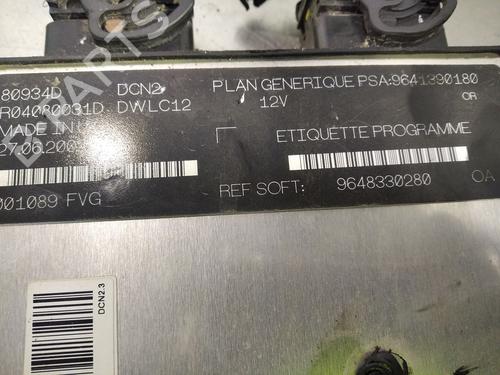 80934D DCN2 PLAN GENERIQUE PSA:9641390180
R04080031D DWLC12 12V OR
MADE IN
27.06.200 ETIQUETTE PROGRAMME
001089 FVG REF SOFT: 9648330280 OA
DCN2.3